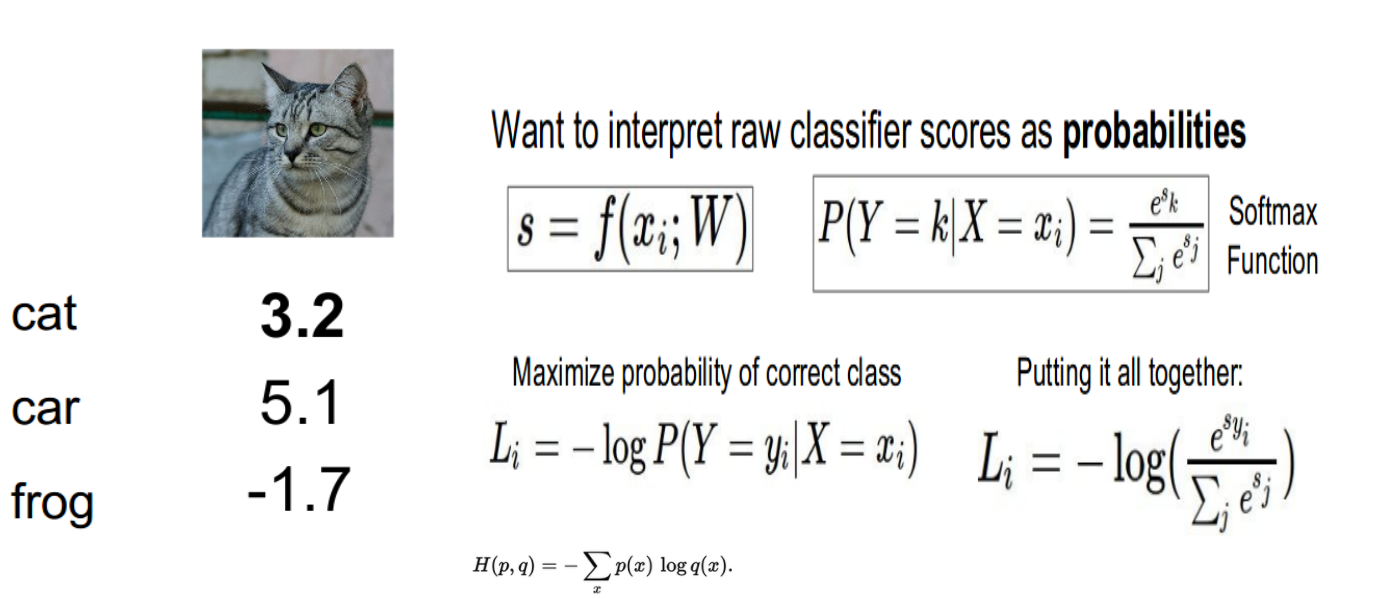 Want to interpret raw classifier scores as probabilities
s = f(x_i; W)
P(Y = k|X = x_i) = \frac{e^{s_k}}{\sum_j e^{s_j}}
Softmax
Function
cat 3.2
car 5.1
frog -1.7
Maximize probability of correct class
L_i = − log P(Y = y_i|X = x_i)
Putting it all together:
L_i = − log(\frac{e^{s_{y_i}}}{\sum_j e^{s_j}})
H(p, q) = − \sum_x p(x) log q(x).